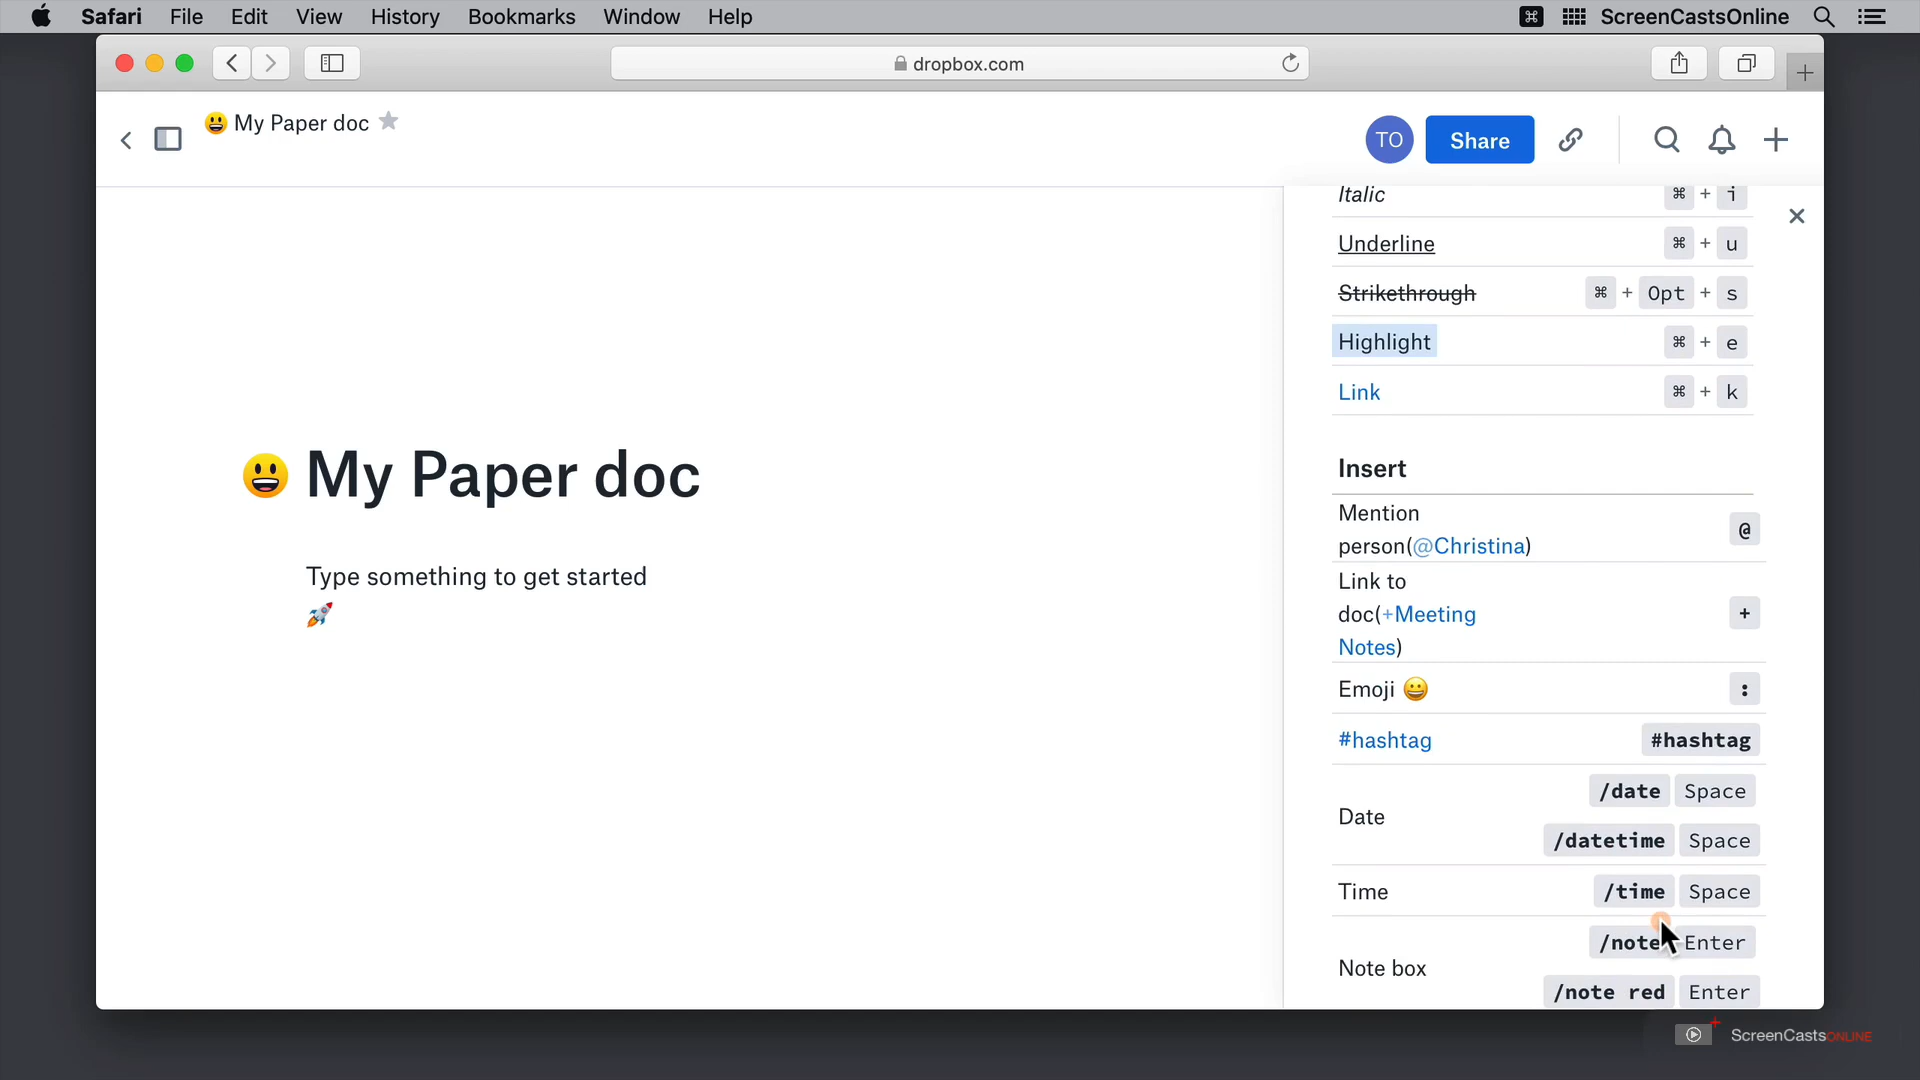 Safari File Edit View History Bookmarks Window Help ⌘ ScreenCastsOnline
dropbox.com
😃 My Paper doc
TO Share
Italic ⌘ + i
Underline ⌘ + u
Strikethrough ⌘ + Opt + s
Highlight ⌘ + e
Link ⌘ + k
😃 My Paper doc
Type something to get started
🚀
Insert
Mention
person(@Christina) @
Link to
doc(+Meeting
Notes) +
Emoji 😀 :
#hashtag #hashtag
Date /date Space
/datetime Space
Time /time Space
Note box /note Enter
/note red Enter
ScreenCastsONLINE